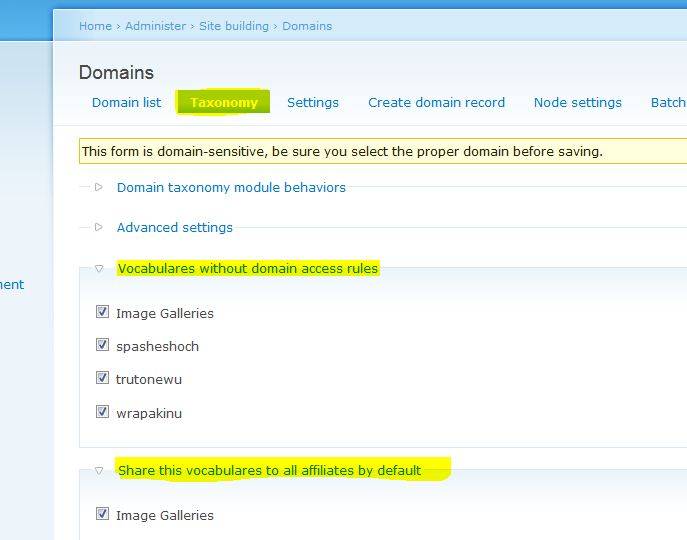 Home › Administer › Site building › Domains
Domains
Domain list Taxonomy Settings Create domain record Node settings Batch
This form is domain-sensitive, be sure you select the proper domain before saving.
Domain taxonomy module behaviors
Advanced settings
Vocabulares without domain access rules
ment
Image Galleries
spasheshoch
trutonewu
wrapakinu
Share this vocabulares to all affiliates by default
Image Galleries